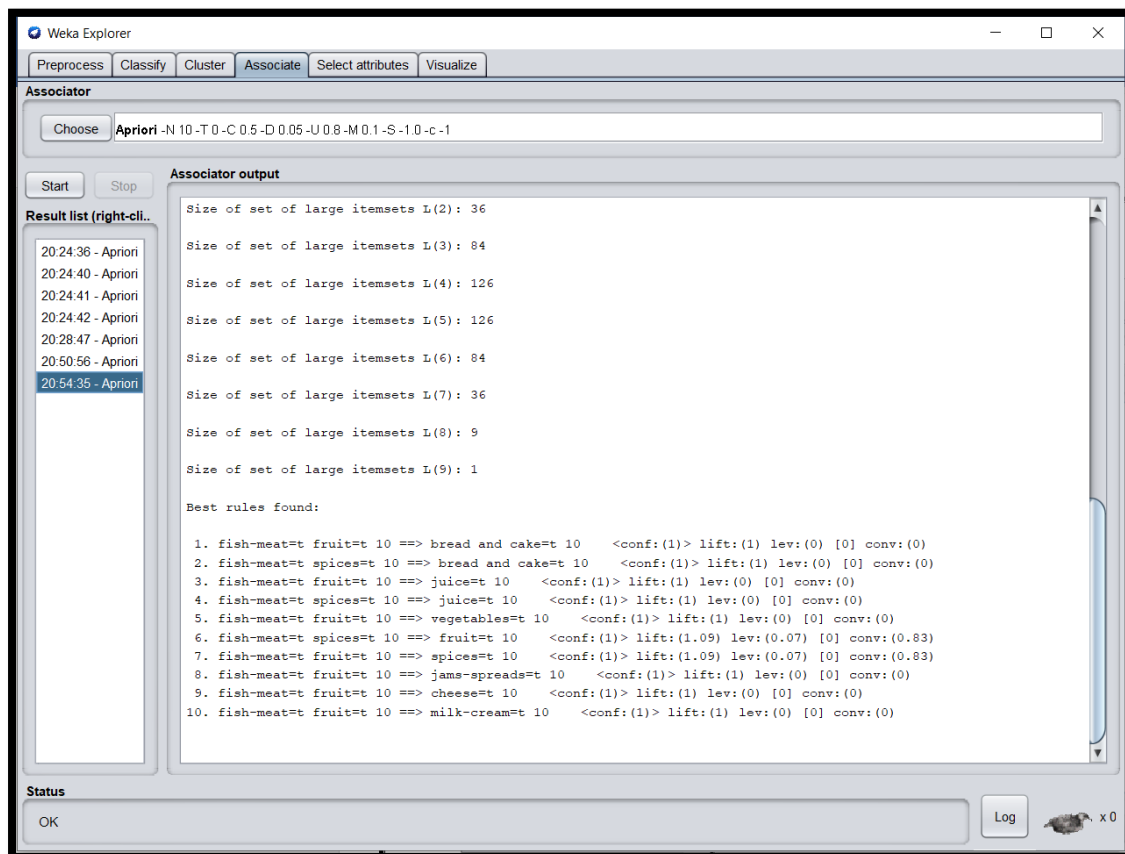 Weka Explorer
Preprocess Classify Cluster Associate Select attributes Visualize
Associator
Choose Apriori -N 10 -T 0 -C 0.5 -D 0.05 -U 0.8 -M 0.1 -S -1.0 -c -1
Start Stop
Result list (right-cli..
20:24:36 - Apriori
20:24:40 - Apriori
20:24:41 - Apriori
20:24:42 - Apriori
20:28:47 - Apriori
20:50:56 - Apriori
20:54:35 - Apriori
Associator output
Size of set of large itemsets L(2): 36
Size of set of large itemsets L(3): 84
Size of set of large itemsets L(4): 126
Size of set of large itemsets L(5): 126
Size of set of large itemsets L(6): 84
Size of set of large itemsets L(7): 36
Size of set of large itemsets L(8): 9
Size of set of large itemsets L(9): 1
Best rules found:
1. fish-meat=t fruit=t 10 ==> bread and cake=t 10 <conf:(1)> lift:(1) lev:(0) [0] conv:(0)
2. fish-meat=t spices=t 10 ==> bread and cake=t 10 <conf:(1)> lift:(1) lev:(0) [0] conv:(0)
3. fish-meat=t fruit=t 10 ==> juice=t 10 <conf:(1)> lift:(1) lev:(0) [0] conv:(0)
4. fish-meat=t spices=t 10 ==> juice=t 10 <conf:(1)> lift:(1) lev:(0) [0] conv:(0)
5. fish-meat=t fruit=t 10 ==> vegetables=t 10 <conf:(1)> lift:(1) lev:(0) [0] conv:(0)
6. fish-meat=t spices=t 10 ==> fruit=t 10 <conf:(1)> lift:(1.09) lev:(0.07) [0] conv:(0.83)
7. fish-meat=t fruit=t 10 ==> spices=t 10 <conf:(1)> lift:(1.09) lev:(0.07) [0] conv:(0.83)
8. fish-meat=t fruit=t 10 ==> jams-spreads=t 10 <conf:(1)> lift:(1) lev:(0) [0] conv:(0)
9. fish-meat=t fruit=t 10 ==> cheese=t 10 <conf:(1)> lift:(1) lev:(0) [0] conv:(0)
10. fish-meat=t fruit=t 10 ==> milk-cream=t 10 <conf:(1)> lift:(1) lev:(0) [0] conv:(0)
Status
OK
Log x 0